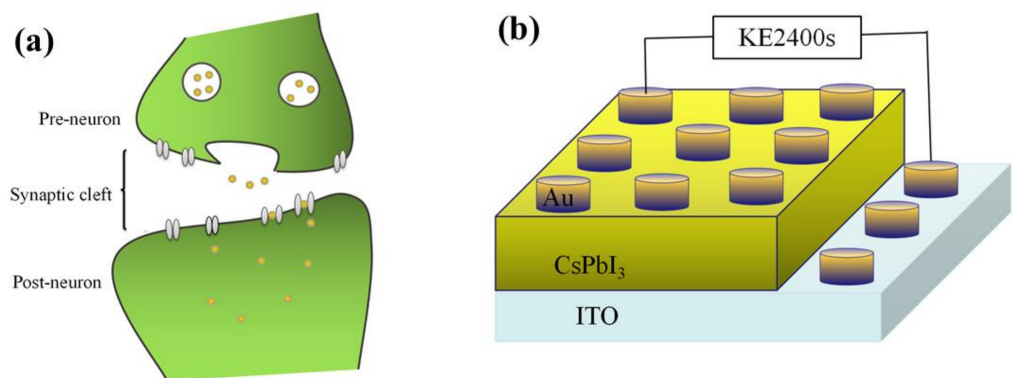 (a)
Pre-neuron
Synaptic cleft
Post-neuron
(b)
KE2400s
Au
CsPbI₃
ITO